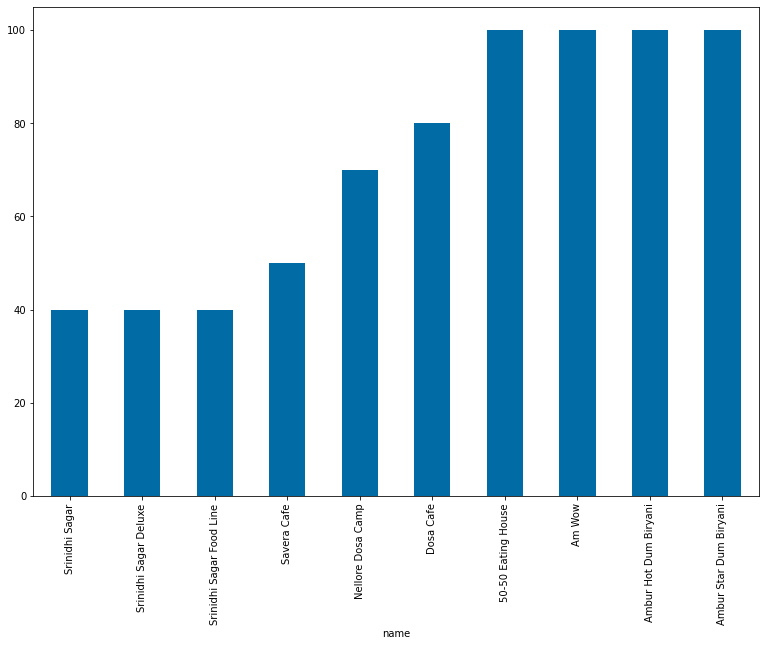 100
80
60
40
20
0
Srinidhi Sagar
Srinidhi Sagar Deluxe
Srinidhi Sagar Food Line
Savera Cafe
Nellore Dosa Camp
Dosa Cafe
50-50 Eating House
Am Wow
Ambur Hot Dum Biryani
Ambur Star Dum Biryani
name